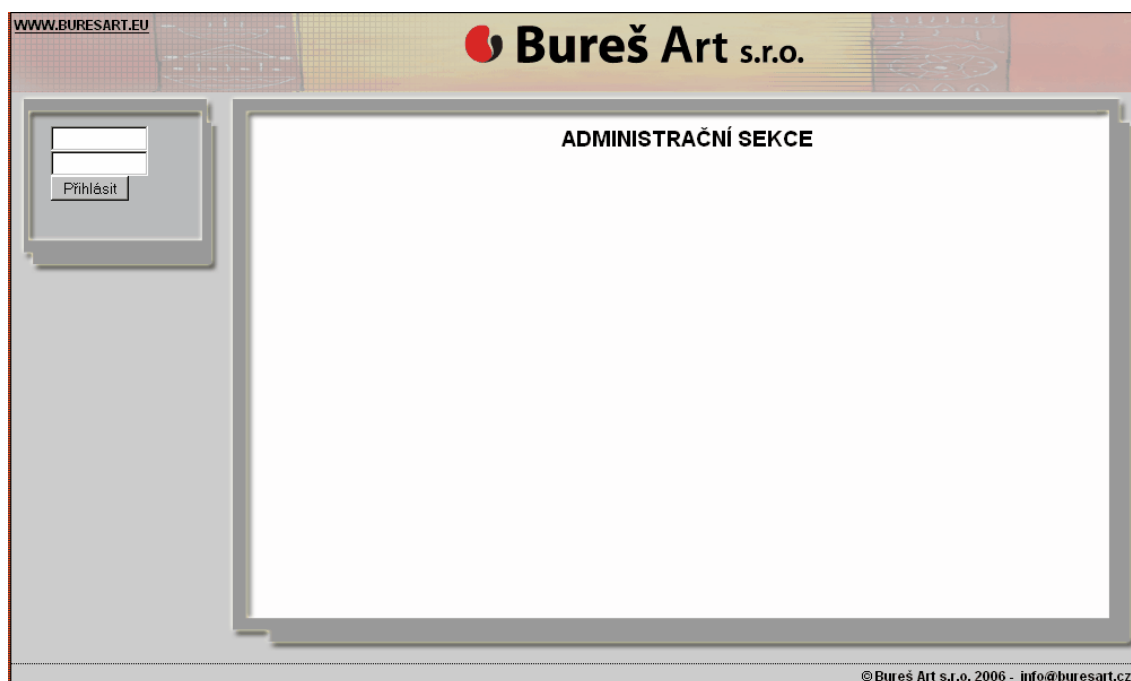 WWW.BURESART.EU
Bureš Art s.r.o.
Přihlásit
ADMINISTRAČNÍ SEKCE
© Bureš Art s.r.o. 2006 - info@buresart.cz